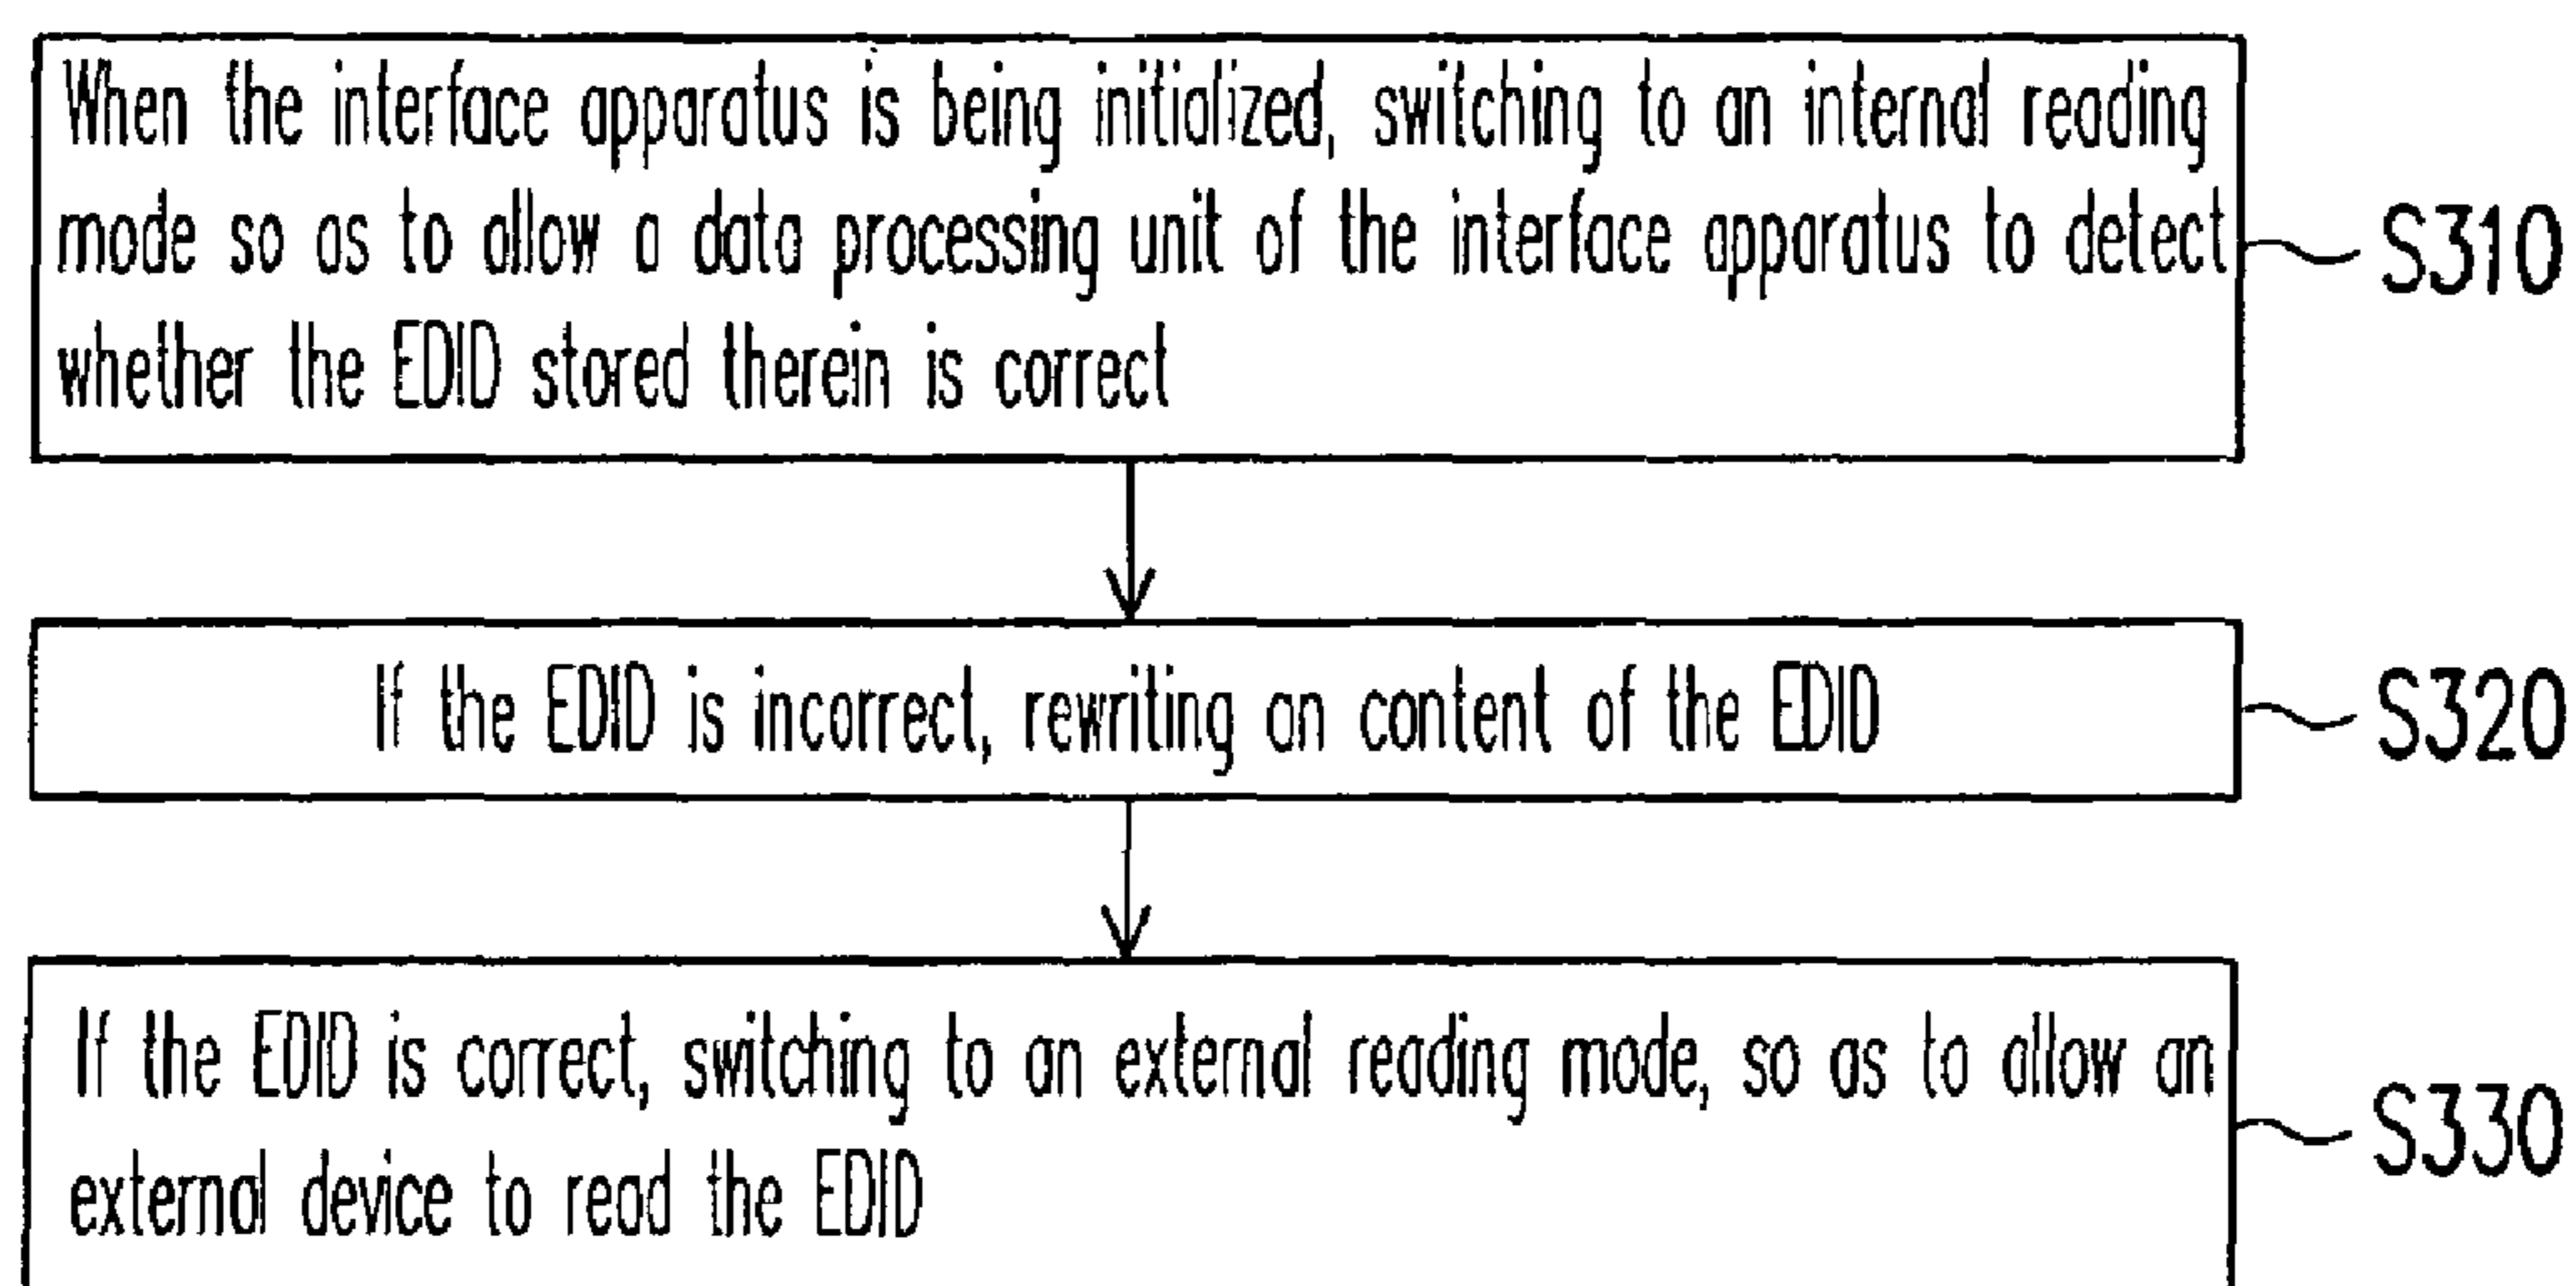 When the interface apparatus is being initialized, switching to an internal reading
mode so as to allow a data processing unit of the interface apparatus to detect
whether the EDID stored therein is correct
S310
If the EDID is incorrect, rewriting an content of the EDID
S320
If the EDID is correct, switching to an external reading mode, so as to allow an
external device to read the EDID
S330